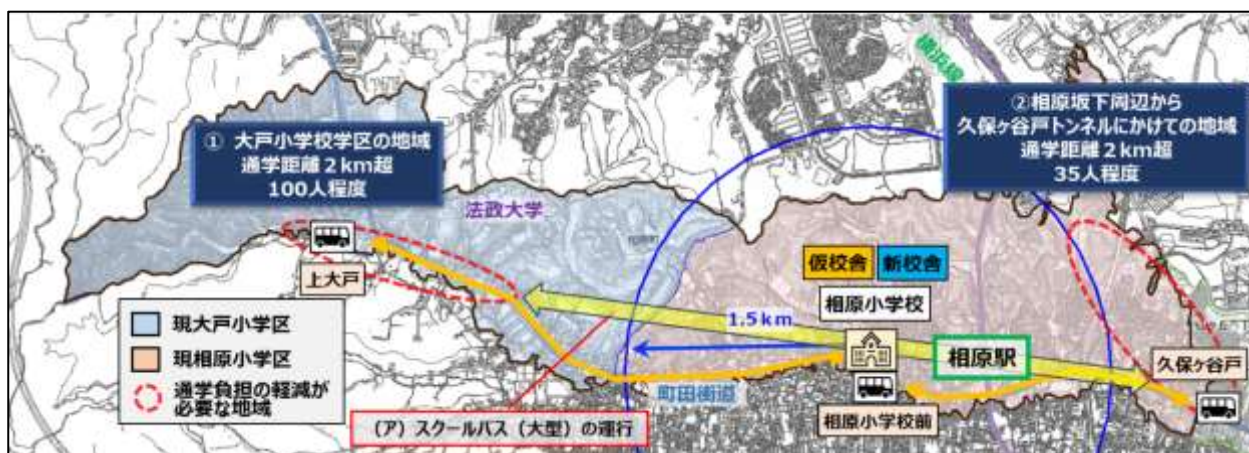 横浜線
① 大戸小学校学区の地域
通学距離2km超
100人程度
②相原坂下周辺から
久保ヶ谷戸トンネルにかけての地域
通学距離2km超
35人程度
法政大学
上大戸
仮校舎
新校舎
相原小学校
1.5km
相原駅
久保ヶ谷戸
現大戸小学区
現相原小学区
通学負担の軽減が
必要な地域
町田街道
相原小学校前
(ア)スクールバス(大型)の運行